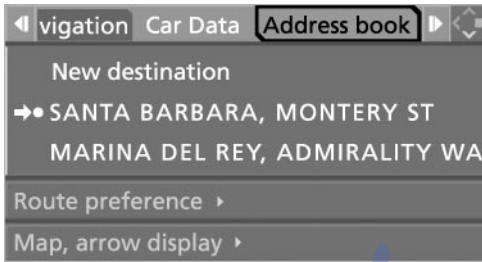 vigation Car Data Address book
New destination
SANTA BARBARA, MONTERY ST
MARINA DEL REY, ADMIRALITY WA
Route preference
Map, arrow display